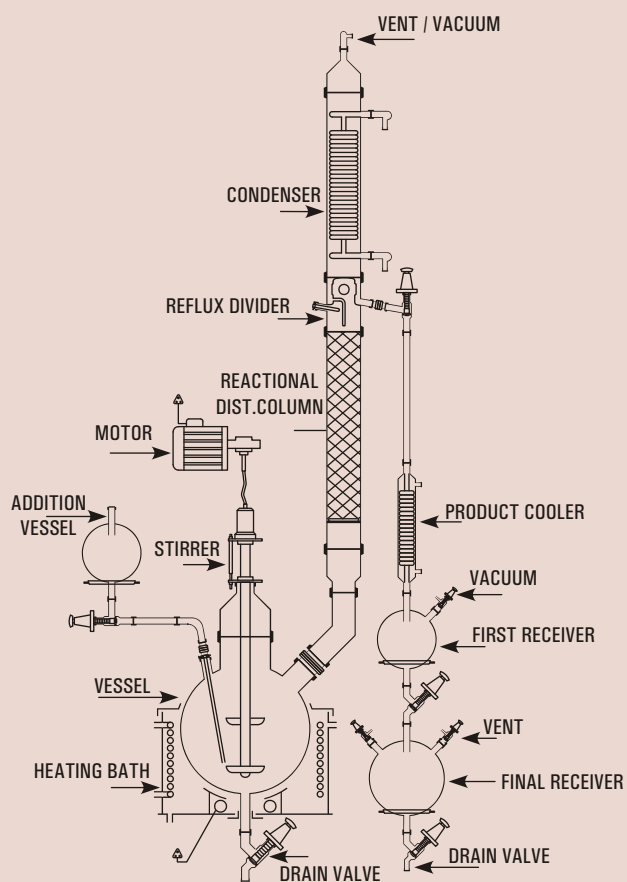 VENT / VACUUM
CONDENSER
REFLUX DIVIDER
REACTIONAL
DIST.COLUMN
MOTOR
ADDITION
VESSEL
PRODUCT COOLER
STIRRER
VACUUM
FIRST RECEIVER
VESSEL
VENT
HEATING BATH
FINAL RECEIVER
DRAIN VALVE
DRAIN VALVE